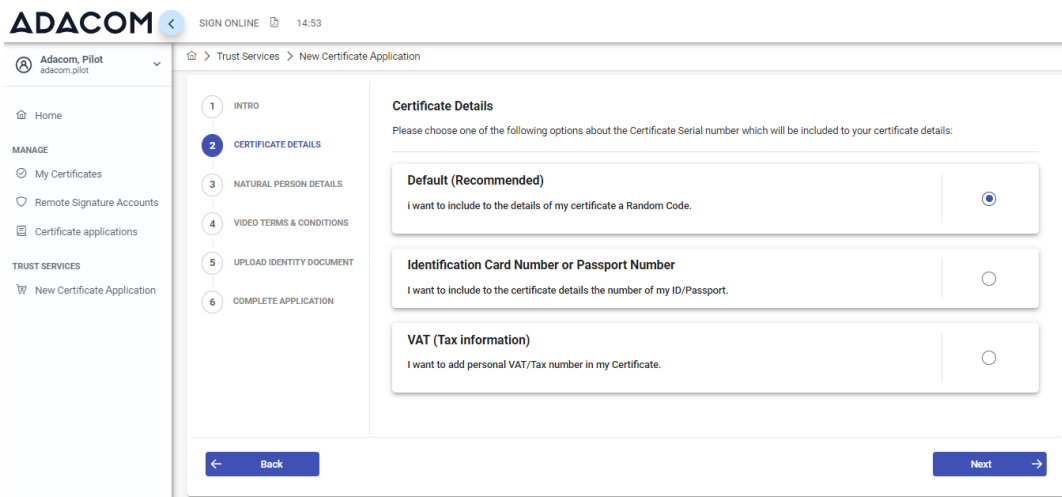 ADACOM
SIGN ONLINE 14:53
Adacom, Pilot
adacom.pilot
Home
MANAGE
My Certificates
Remote Signature Accounts
Certificate applications
TRUST SERVICES
New Certificate Application
Trust Services > New Certificate Application
1 INTRO
2 CERTIFICATE DETAILS
3 NATURAL PERSON DETAILS
4 VIDEO TERMS & CONDITIONS
5 UPLOAD IDENTITY DOCUMENT
6 COMPLETE APPLICATION
Certificate Details
Please choose one of the following options about the Certificate Serial number which will be included to your certificate details:
Default (Recommended)
i want to include to the details of my certificate a Random Code.
Identification Card Number or Passport Number
I want to include to the certificate details the number of my ID/Passport.
VAT (Tax information)
I want to add personal VAT/Tax number in my Certificate.
Back
Next